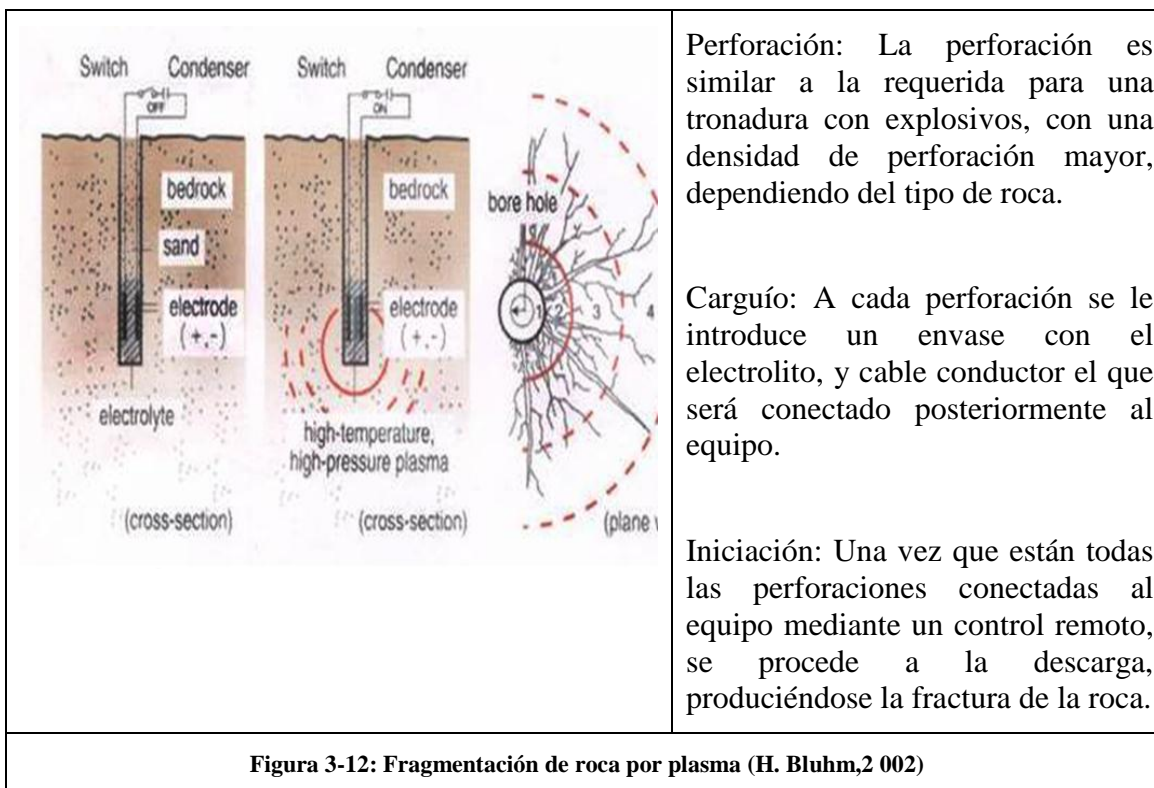 Switch Condenser
OFF
bedrock
sand
electrode
(+,-)
electrolyte
(cross-section)
Switch Condenser
ON
bedrock
electrode
(+,-)
high-temperature,
high-pressure plasma
(cross-section)
bore hole
1 2 3 4
(plane v
Perforación: La perforación es
similar a la requerida para una
tronadura con explosivos, con una
densidad de perforación mayor,
dependiendo del tipo de roca.
Carguío: A cada perforación se le
introduce un envase con el
electrolito, y cable conductor el que
será conectado posteriormente al
equipo.
Iniciación: Una vez que están todas
las perforaciones conectadas al
equipo mediante un control remoto,
se procede a la descarga,
produciéndose la fractura de la roca.
Figura 3-12: Fragmentación de roca por plasma (H. Bluhm,2 002)